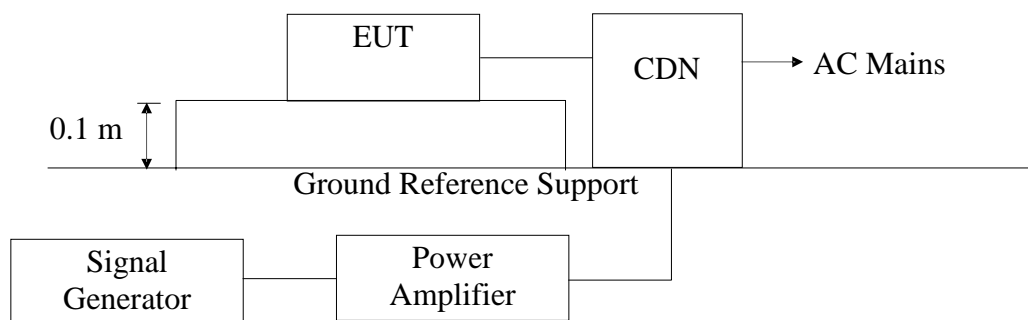 EUT
CDN
AC Mains
0.1 m
Ground Reference Support
Signal
Generator
Power
Amplifier